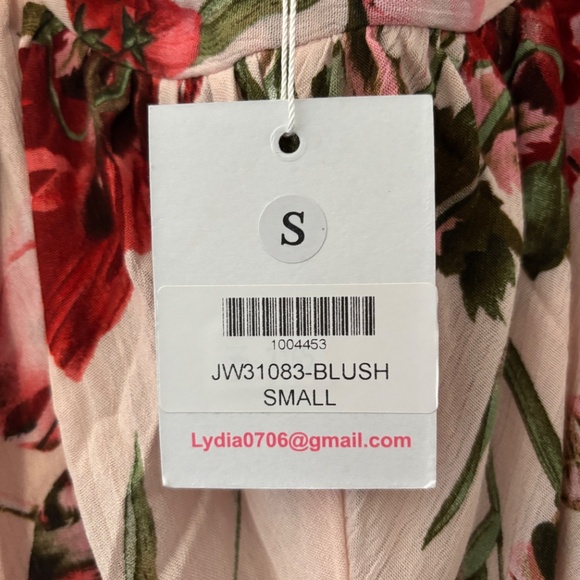 S
1004453
JW31083-BLUSH
SMALL
Lydia0706@gmail.com